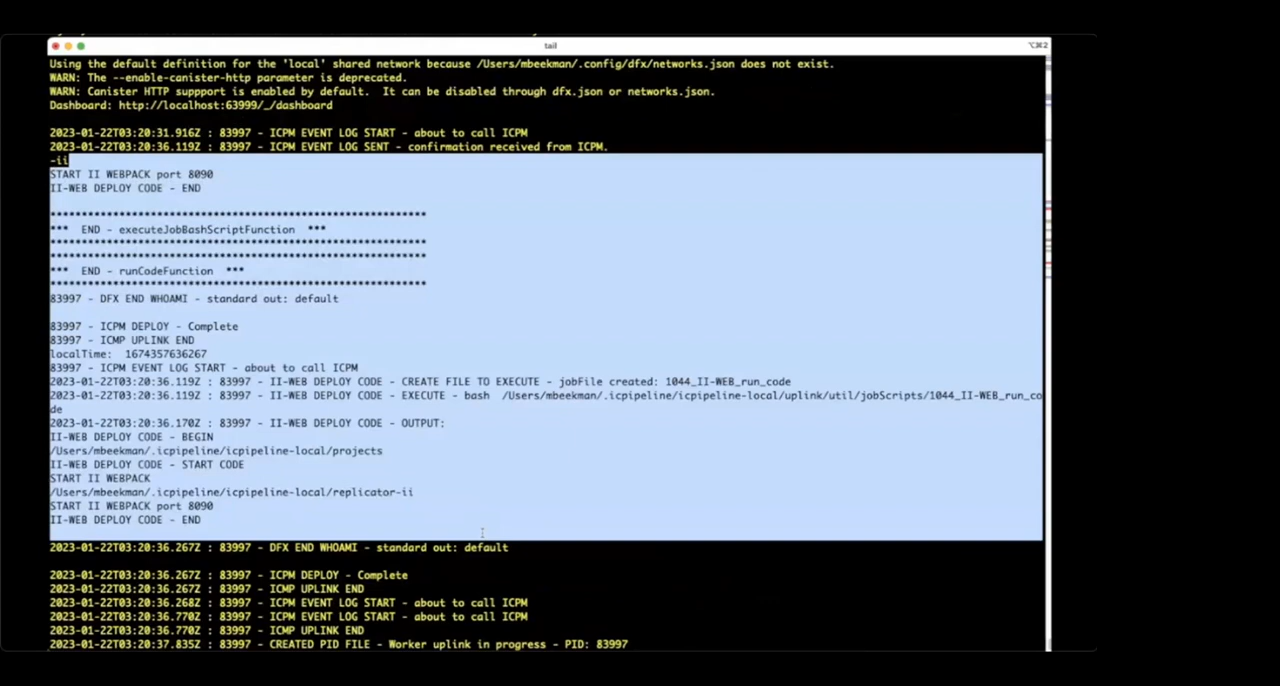 tail
⌥⌘2
Using the default definition for the 'local' shared network because /Users/mbeekman/.config/dfx/networks.json does not exist.
WARN: The --enable-canister-http parameter is deprecated.
WARN: Canister HTTP suppport is enabled by default.  It can be disabled through dfx.json or networks.json.
Dashboard: http://localhost:63999/_/dashboard
2023-01-22T03:20:31.916Z : 83997 - ICPM EVENT LOG START - about to call ICPM
2023-01-22T03:20:36.119Z : 83997 - ICPM EVENT LOG SENT - confirmation received from ICPM.
-ii
START II WEBPACK port 8090
II-WEB DEPLOY CODE - END
************************************************************
***  END - executeJobBashScriptFunction  ***
************************************************************
************************************************************
***  END - runCodeFunction  ***
************************************************************
83997 - DFX END WHOAMI - standard out: default
83997 - ICPM DEPLOY - Complete
83997 - ICMP UPLINK END
localTime:  1674357636267
83997 - ICPM EVENT LOG START - about to call ICPM
2023-01-22T03:20:36.119Z : 83997 - II-WEB DEPLOY CODE - CREATE FILE TO EXECUTE - jobFile created: 1044_II-WEB_run_code
2023-01-22T03:20:36.119Z : 83997 - II-WEB DEPLOY CODE - EXECUTE - bash  /Users/mbeekman/.icpipeline/icpipeline-local/uplink/util/jobScripts/1044_II-WEB_run_co
de
2023-01-22T03:20:36.170Z : 83997 - II-WEB DEPLOY CODE - OUTPUT:
II-WEB DEPLOY CODE - BEGIN
/Users/mbeekman/.icpipeline/icpipeline-local/projects
II-WEB DEPLOY CODE - START CODE
START II WEBPACK
/Users/mbeekman/.icpipeline/icpipeline-local/replicator-ii
START II WEBPACK port 8090
II-WEB DEPLOY CODE - END
2023-01-22T03:20:36.267Z : 83997 - DFX END WHOAMI - standard out: default
2023-01-22T03:20:36.267Z : 83997 - ICPM DEPLOY - Complete
2023-01-22T03:20:36.267Z : 83997 - ICMP UPLINK END
2023-01-22T03:20:36.268Z : 83997 - ICPM EVENT LOG START - about to call ICPM
2023-01-22T03:20:36.770Z : 83997 - ICPM EVENT LOG START - about to call ICPM
2023-01-22T03:20:36.770Z : 83997 - ICMP UPLINK END
2023-01-22T03:20:37.835Z : 83997 - CREATED PID FILE - Worker uplink in progress - PID: 83997